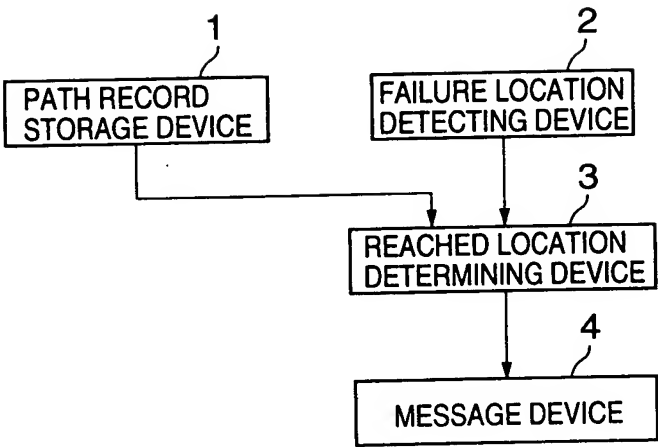 1
PATH RECORD
STORAGE DEVICE
2
FAILURE LOCATION
DETECTING DEVICE
3
REACHED LOCATION
DETERMINING DEVICE
4
MESSAGE DEVICE